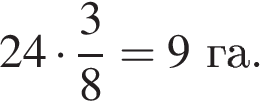 24 · 3/8 = 9 га.